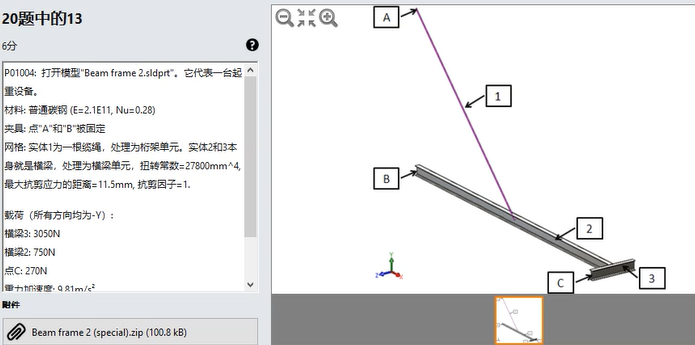 20题中的13
6分
P01004: 打开模型"Beam frame 2.sldprt"。它代表一台起
重设备。
材料: 普通碳钢 (E=2.1E11, Nu=0.28)
夹具: 点"A"和"B"被固定
网格: 实体1为一根缆绳，处理为桁架单元。实体2和3本
身就是横梁，处理为横梁单元，扭转常数=27800mm^4,
最大抗剪应力的距离=11.5mm, 抗剪因子=1.
载荷（所有方向均为-Y）:
横梁3: 3050N
横梁2: 750N
点C: 270N
重力加速度: 9.81m/s²
附件
Beam frame 2 (special).zip (100.8 kB)
A
1
B
2
C
3
Y
Z
X